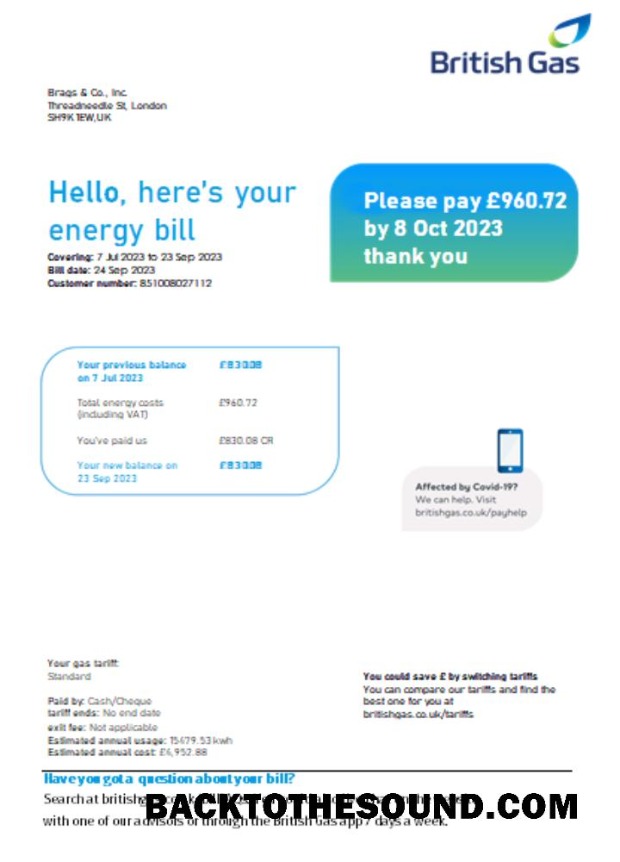 British Gas
Brags & Co., Inc.
Threadneedle St, London
SH9K 1EW,UK
Hello, here's your
energy bill
Covering: 7 Jul 2023 to 23 Sep 2023
Bill date: 24 Sep 2023
Customer number: 851008027112
Please pay £960.72
by 8 Oct 2023
thank you
Your previous balance £830.08
on 7 Jul 2023
Total energy costs £960.72
(including VAT)
You've paid us £830.08 CR
Your new balance on £830.08
23 Sep 2023
Affected by Covid-19?
We can help. Visit
britishgas.co.uk/payhelp
Your gas tariff:
Standard
Paid by: Cash/Cheque
tariff ends: No end date
exit fee: Not applicable
Estimated annual usage: 15479.53kwh
Estimated annual cost: £4,952.88
You could save £ by switching tariffs
You can compare our tariffs and find the
best one for you at
britishgas.co.uk/tariffs
Have you got a question about your bill?
Search at
BACKTOTHESOUND.COM
with one of our advisors or through the British Gas app 7 days a week.